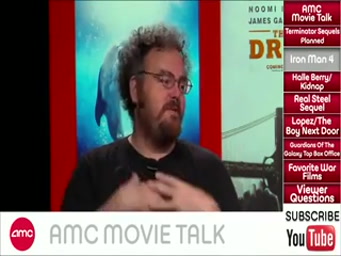 NOOMI
JAMES GA
TH
DR
COMING
AMC
Movie Talk
Terminator Sequels
Planned
Iron Man 4
Halle Berry/
Kidnap
Real Steel
Sequel
Lopez/The
Boy Next Door
Guardians Of The
Galaxy Top Box Office
Favorite War
Films
Viewer
Questions
amc
AMC MOVIE TALK
SUBSCRIBE
YouTube